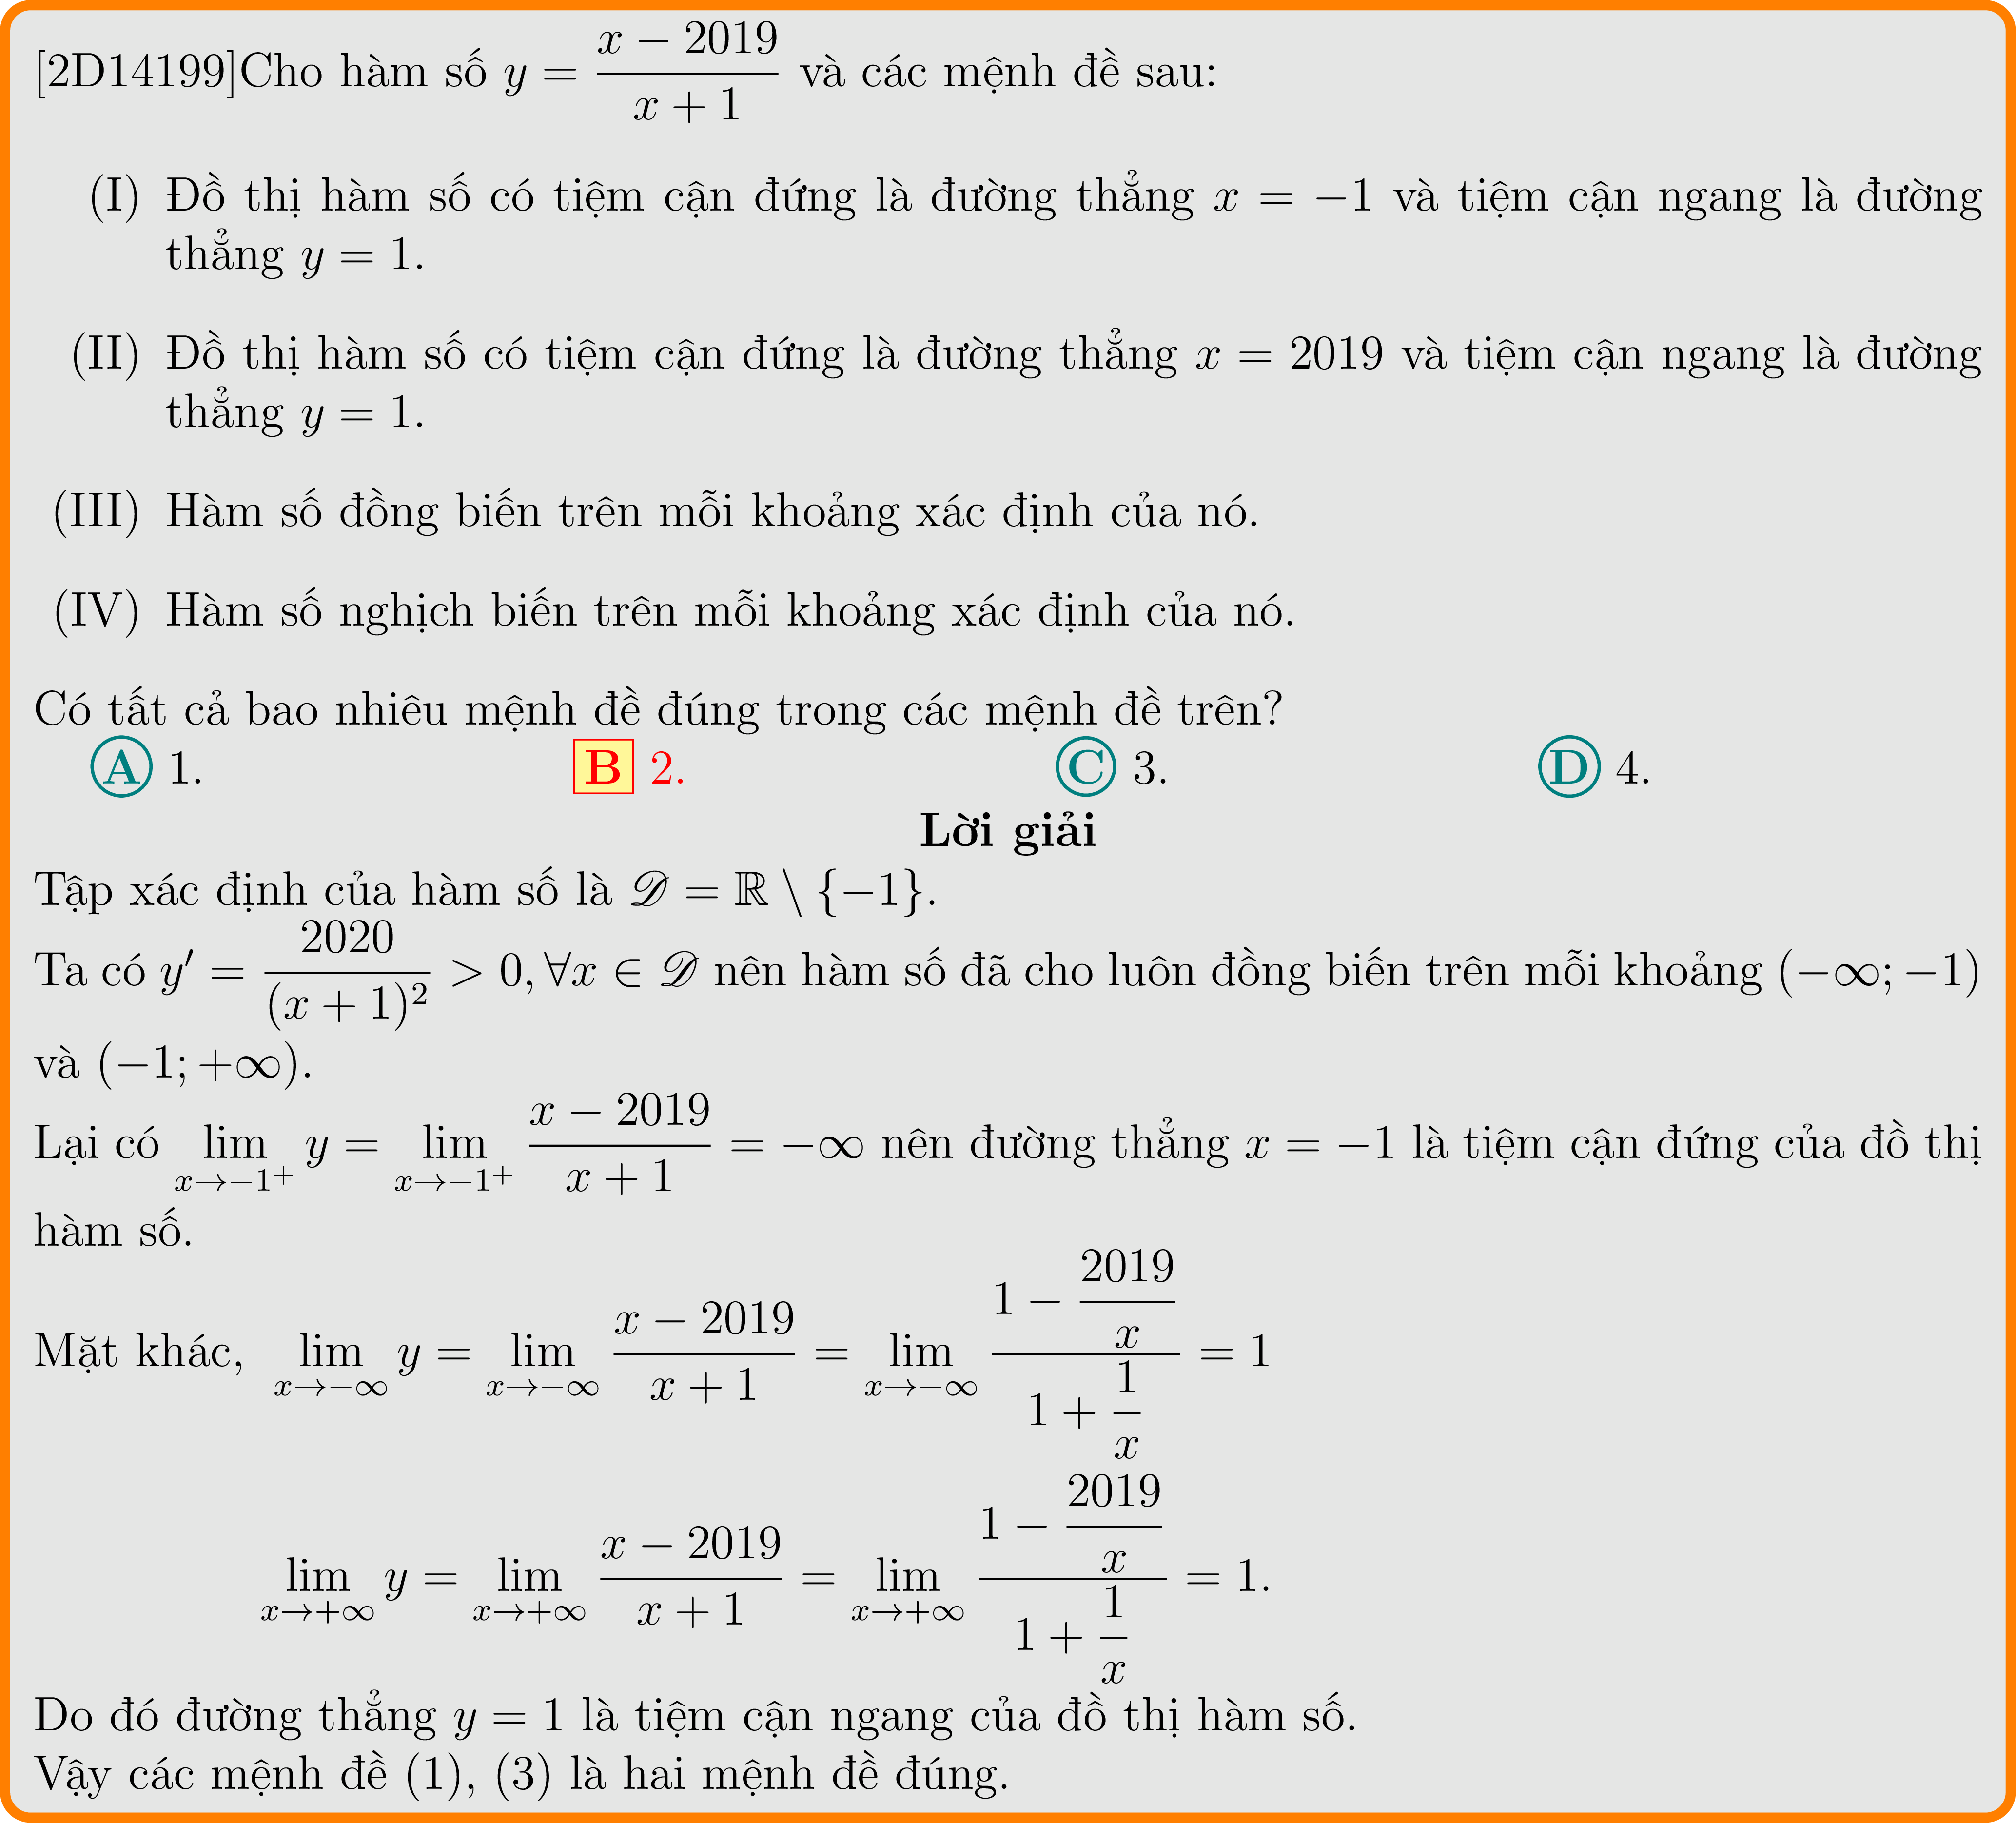 [2D14199]Cho hàm số $y = \dfrac{x - 2019}{x + 1}$ và các mệnh đề sau:
(I) Đồ thị hàm số có tiệm cận đứng là đường thẳng $x = -1$ và tiệm cận ngang là đường
thẳng $y = 1$.
(II) Đồ thị hàm số có tiệm cận đứng là đường thẳng $x = 2019$ và tiệm cận ngang là đường
thẳng $y = 1$.
(III) Hàm số đồng biến trên mỗi khoảng xác định của nó.
(IV) Hàm số nghịch biến trên mỗi khoảng xác định của nó.
Có tất cả bao nhiêu mệnh đề đúng trong các mệnh đề trên?
A 1. B 2. C 3. D 4.
Lời giải
Tập xác định của hàm số là $\mathscr{D} = \mathbb{R} \setminus \{-1\}$.
Ta có $y' = \dfrac{2020}{(x + 1)^2} > 0, \forall x \in \mathscr{D}$ nên hàm số đã cho luôn đồng biến trên mỗi khoảng $(-\infty; -1)$
và $(-1; +\infty)$.
Lại có $\lim\limits_{x \to -1^+} y = \lim\limits_{x \to -1^+} \dfrac{x - 2019}{x + 1} = -\infty$ nên đường thẳng $x = -1$ là tiệm cận đứng của đồ thị
hàm số.
Mặt khác, $\lim\limits_{x \to -\infty} y = \lim\limits_{x \to -\infty} \dfrac{x - 2019}{x + 1} = \lim\limits_{x \to -\infty} \dfrac{1 - \dfrac{2019}{x}}{1 + \dfrac{1}{x}} = 1$
$\lim\limits_{x \to +\infty} y = \lim\limits_{x \to +\infty} \dfrac{x - 2019}{x + 1} = \lim\limits_{x \to +\infty} \dfrac{1 - \dfrac{2019}{x}}{1 + \dfrac{1}{x}} = 1.$
Do đó đường thẳng $y = 1$ là tiệm cận ngang của đồ thị hàm số.
Vậy các mệnh đề (1), (3) là hai mệnh đề đúng.